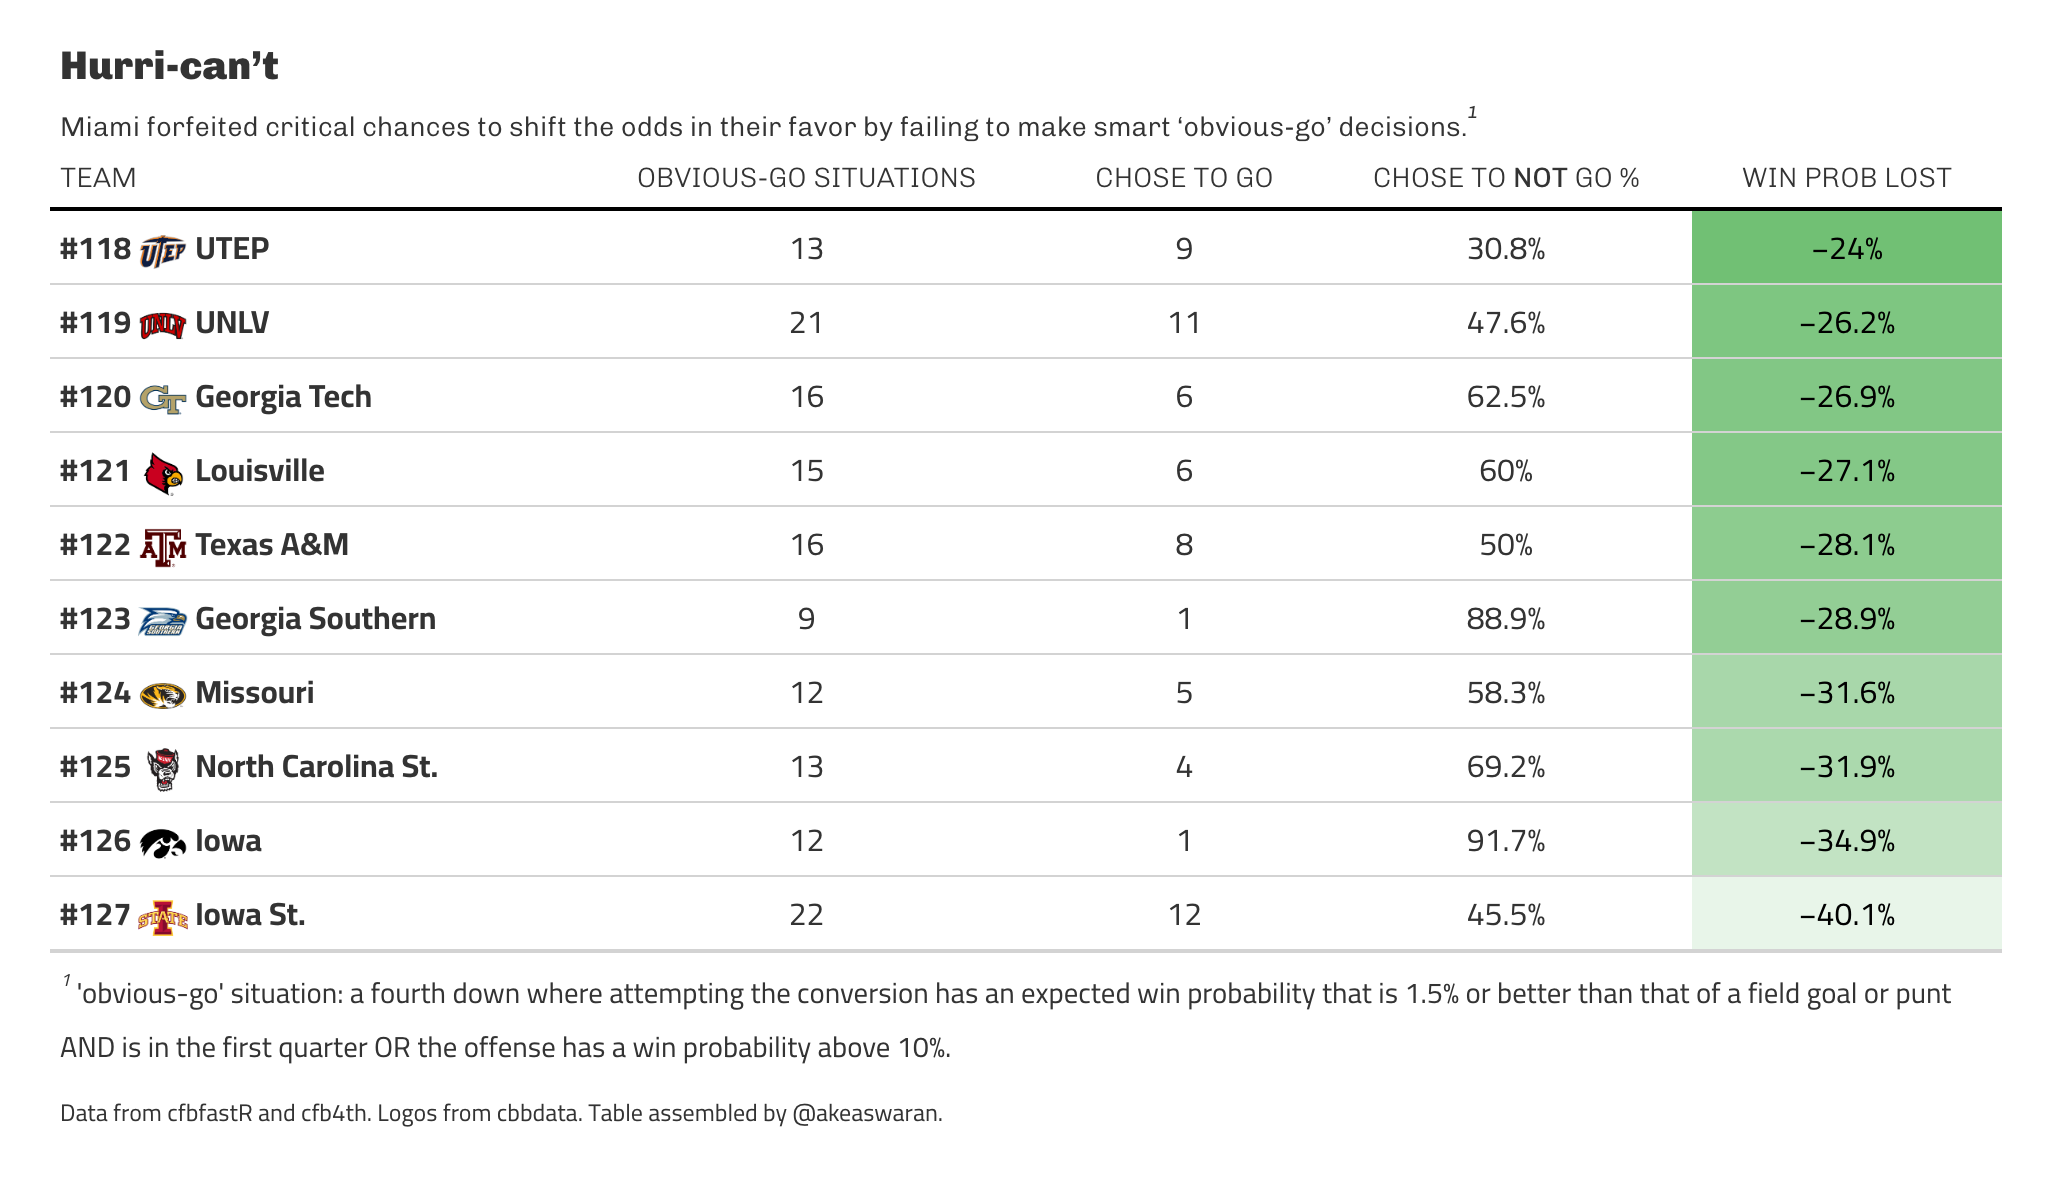 Hurri-can’t
Miami forfeited critical chances to shift the odds in their favor by failing to make smart ‘obvious-go’ decisions.1
TEAM OBVIOUS-GO SITUATIONS CHOSE TO GO CHOSE TO NOT GO % WIN PROB LOST
#118 UTEP UTEP 13 9 30.8% −24%
#119 UNLV UNLV 21 11 47.6% −26.2%
#120 GT Georgia Tech 16 6 62.5% −26.9%
#121 Louisville 15 6 60% −27.1%
#122 ATM Texas A&M 16 8 50% −28.1%
#123 GEORGIA SOUTHERN Georgia Southern 9 1 88.9% −28.9%
#124 Missouri 12 5 58.3% −31.6%
#125 North Carolina St. 13 4 69.2% −31.9%
#126 Iowa 12 1 91.7% −34.9%
#127 I STATE Iowa St. 22 12 45.5% −40.1%
1 'obvious-go' situation: a fourth down where attempting the conversion has an expected win probability that is 1.5% or better than that of a field goal or punt
AND is in the first quarter OR the offense has a win probability above 10%.
Data from cfbfastR and cfb4th. Logos from cbbdata. Table assembled by @akeaswaran.